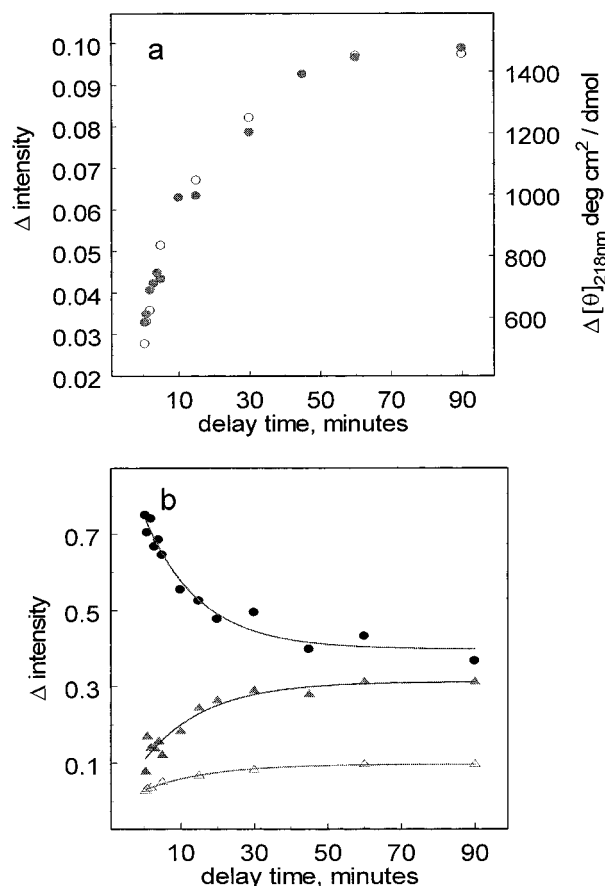 a
0.10
0.09
0.08
0.07
0.06
0.05
0.04
0.03
0.02
Δ intensity
1400
1200
1000
800
600
Δ [θ]218nm deg cm2 / dmol
10 30 50 70 90
delay time, minutes
b
0.7
0.5
0.3
0.1
Δ intensity
10 30 50 70 90
delay time, minutes